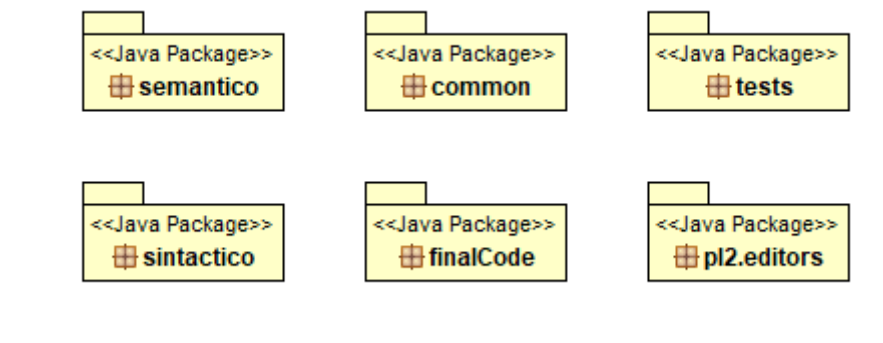 <<Java Package>>
semantico
<<Java Package>>
common
<<Java Package>>
tests
<<Java Package>>
sintactico
<<Java Package>>
finalCode
<<Java Package>>
pl2.editors